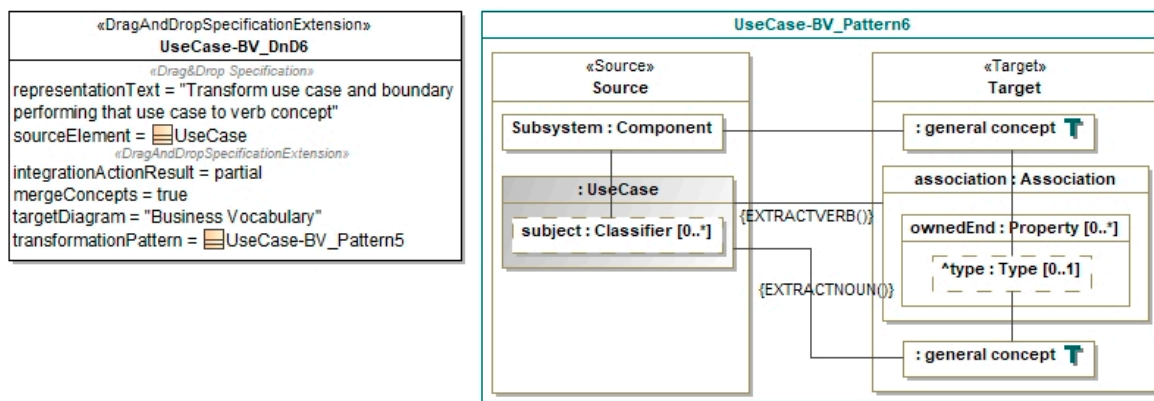 «DragAndDropSpecificationExtension»
UseCase-BV_DnD6
«Drag&Drop Specification»
representationText = "Transform use case and boundary
performing that use case to verb concept"
sourceElement = UseCase
«DragAndDropSpecificationExtension»
integrationActionResult = partial
mergeConcepts = true
targetDiagram = "Business Vocabulary"
transformationPattern = UseCase-BV_Pattern5
UseCase-BV_Pattern6
«Source»
Source
Subsystem : Component
: UseCase
subject : Classifier [0..*]
{EXTRACTVERB()}
{EXTRACTNOUN()}
«Target»
Target
: general concept
association : Association
ownedEnd : Property [0..*]
^type : Type [0..1]
: general concept